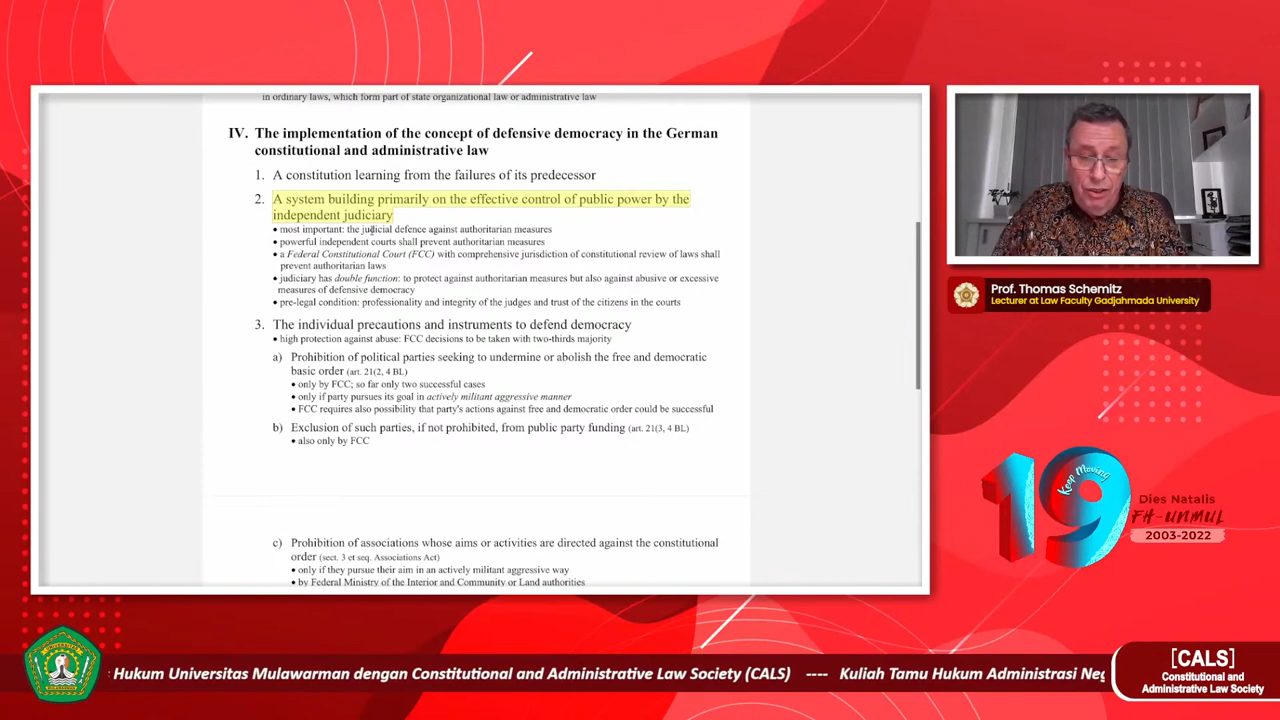 in ordinary laws, which form part of state organizational law or administrative law
IV. The implementation of the concept of defensive democracy in the German
constitutional and administrative law
1. A constitution learning from the failures of its predecessor
2. A system building primarily on the effective control of public power by the
independent judiciary
• most important: the judicial defence against authoritarian measures
• powerful independent courts shall prevent authoritarian measures
• a Federal Constitutional Court (FCC) with comprehensive jurisdiction of constitutional review of laws shall
prevent authoritarian laws
• judiciary has double function: to protect against authoritarian measures but also against abusive or excessive
measures of defensive democracy
• pre-legal condition: professionality and integrity of the judges and trust of the citizens in the courts
3. The individual precautions and instruments to defend democracy
• high protection against abuse: FCC decisions to be taken with two-thirds majority
a) Prohibition of political parties seeking to undermine or abolish the free and democratic
basic order (art. 21(2, 4 BL)
• only by FCC; so far only two successful cases
• only if party pursues its goal in actively militant aggressive manner
• FCC requires also possibility that party's actions against free and democratic order could be successful
b) Exclusion of such parties, if not prohibited, from public party funding (art. 21(3, 4 BL)
• also only by FCC
c) Prohibition of associations whose aims or activities are directed against the constitutional
order (sect. 3 et seq. Associations Act)
• only if they pursue their aim in an actively militant aggressive way
• by Federal Ministry of the Interior and Community or Land authorities
Prof. Thomas Schemitz
Lecturer at Law Faculty Gadjahmada University
19
Keep Moving
Dies Natalis
FH-UNMUL
2003-2022
Hukum Universitas Mulawarman dengan Constitutional and Administrative Law Society (CALS) ---- Kuliah Tamu Hukum Administrasi Neg
[CALS]
Constitutional and
Administrative Law Society